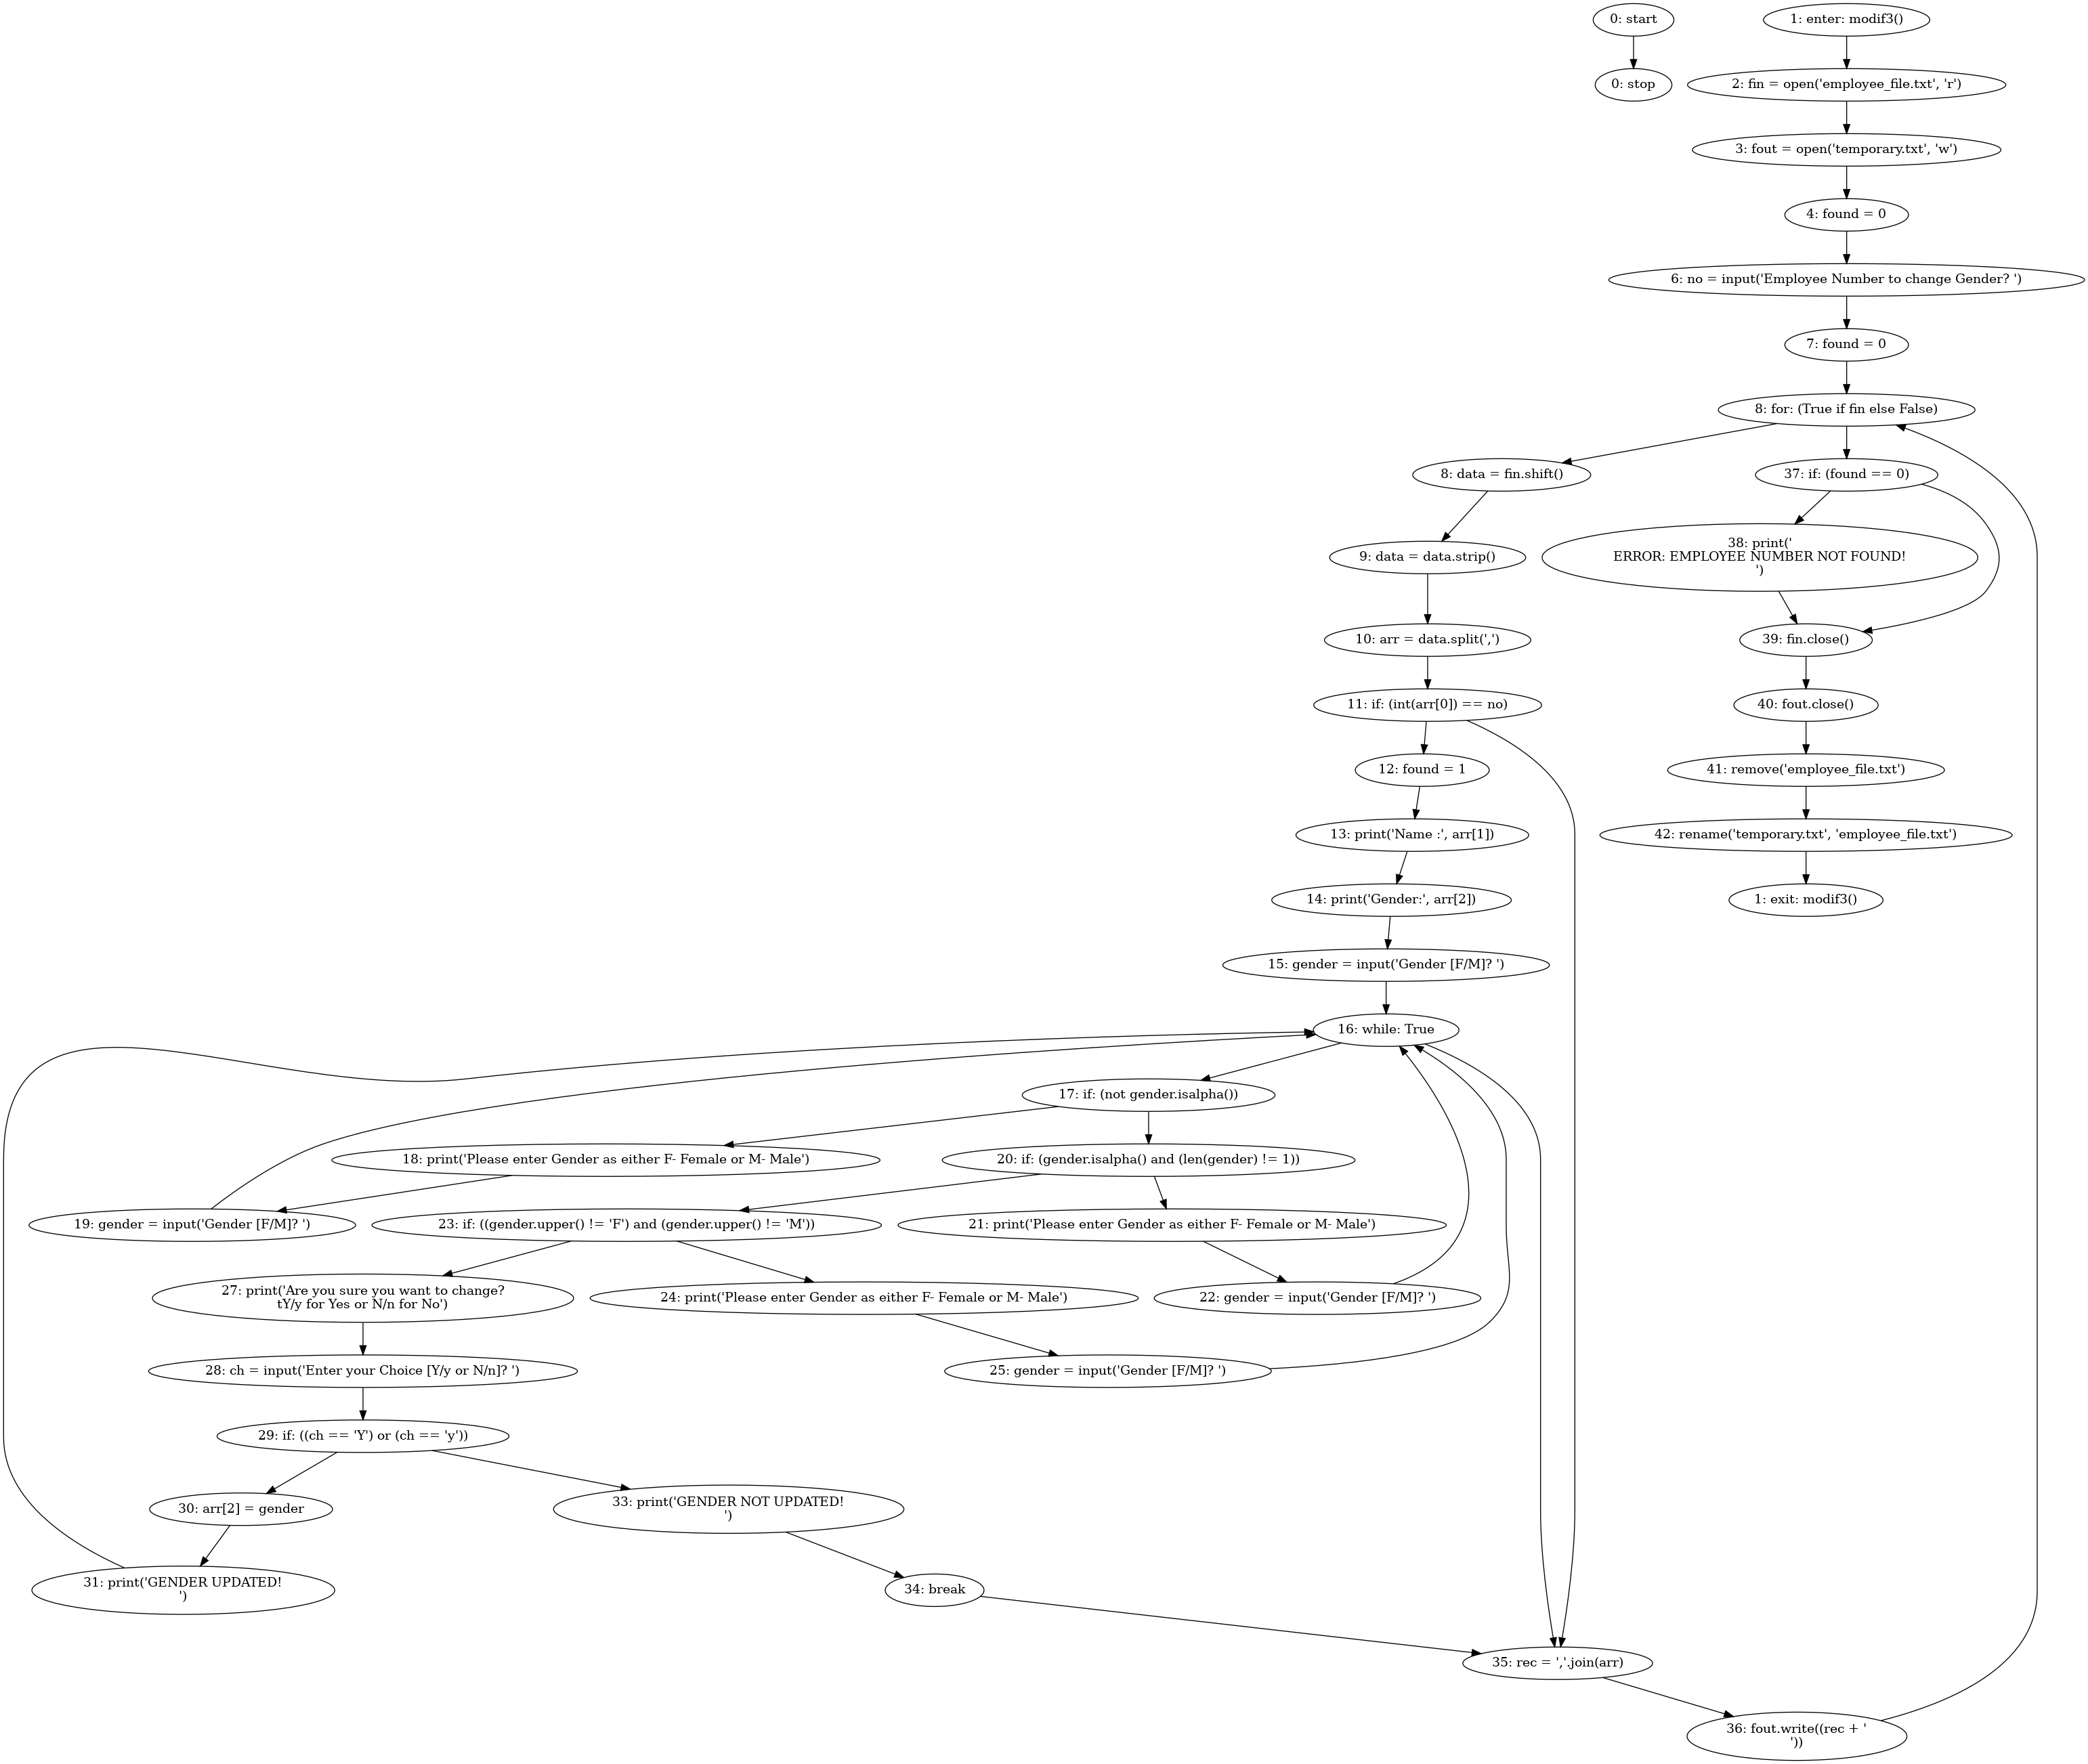 0: start
0: stop
1: enter: modif3()
2: fin = open('employee_file.txt', 'r')
3: fout = open('temporary.txt', 'w')
4: found = 0
6: no = input('Employee Number to change Gender? ')
7: found = 0
8: for: (True if fin else False)
8: data = fin.shift()
37: if: (found == 0)
9: data = data.strip()
38: print('
ERROR: EMPLOYEE NUMBER NOT FOUND!
')
10: arr = data.split(',')
39: fin.close()
11: if: (int(arr[0]) == no)
40: fout.close()
12: found = 1
41: remove('employee_file.txt')
13: print('Name :', arr[1])
42: rename('temporary.txt', 'employee_file.txt')
14: print('Gender:', arr[2])
1: exit: modif3()
15: gender = input('Gender [F/M]? ')
16: while: True
17: if: (not gender.isalpha())
18: print('Please enter Gender as either F- Female or M- Male')
20: if: (gender.isalpha() and (len(gender) != 1))
19: gender = input('Gender [F/M]? ')
23: if: ((gender.upper() != 'F') and (gender.upper() != 'M'))
21: print('Please enter Gender as either F- Female or M- Male')
27: print('Are you sure you want to change?
tY/y for Yes or N/n for No')
24: print('Please enter Gender as either F- Female or M- Male')
22: gender = input('Gender [F/M]? ')
28: ch = input('Enter your Choice [Y/y or N/n]? ')
25: gender = input('Gender [F/M]? ')
29: if: ((ch == 'Y') or (ch == 'y'))
30: arr[2] = gender
33: print('GENDER NOT UPDATED!
')
31: print('GENDER UPDATED!
')
34: break
35: rec = ','.join(arr)
36: fout.write((rec + '
'))